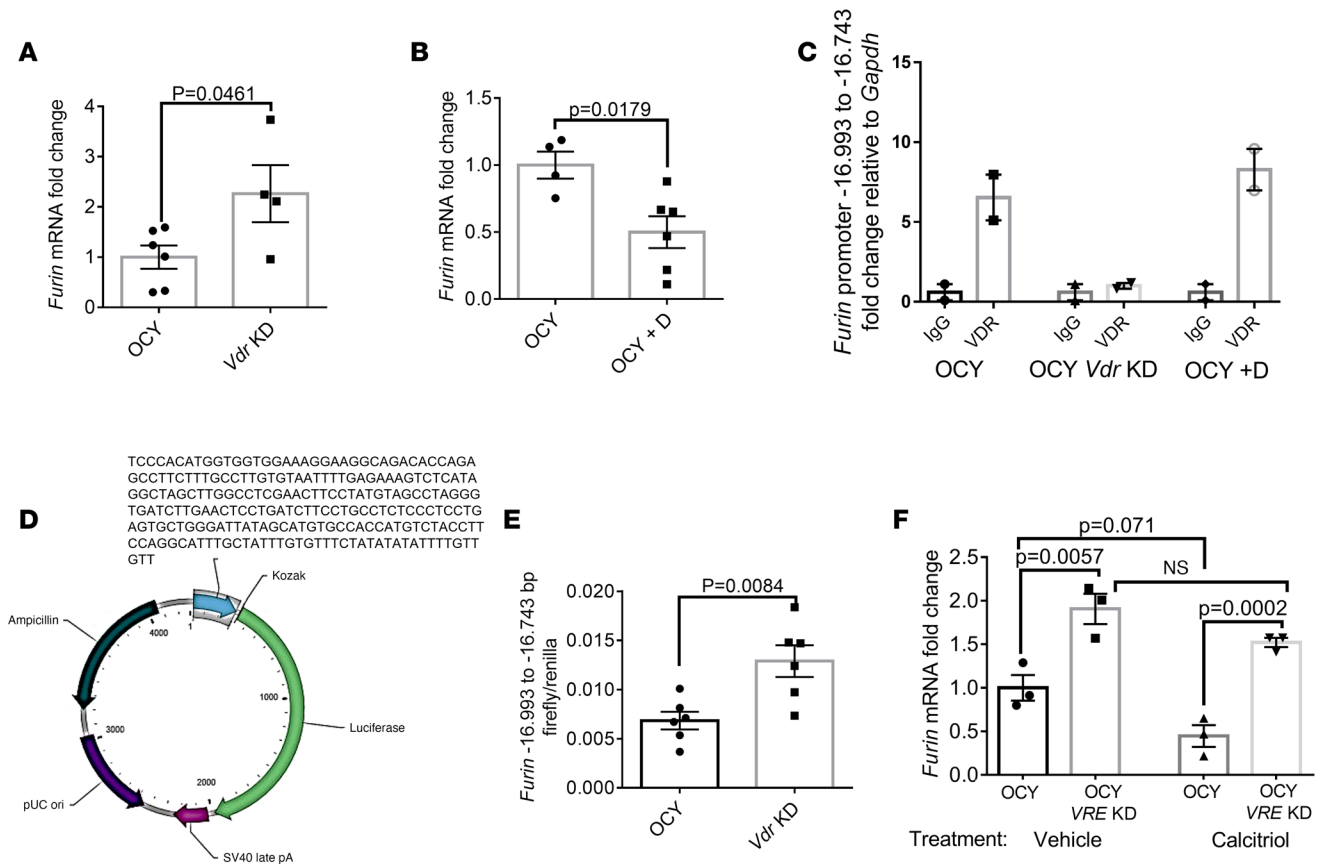 A
Furin mRNA fold change
4
3
2
1
0
P=0.0461
OCY
Vdr KD
B
Furin mRNA fold change
1.5
1.0
0.5
0.0
p=0.0179
OCY
OCY + D
C
Furin promoter -16.993 to -16.743
fold change relative to Gapdh
15
10
5
0
IgG
VDR
IgG
VDR
IgG
VDR
OCY
OCY Vdr KD
OCY +D
D
TCCCACATGGTGGTGGAAAGGAAGGCAGACACCAGA
GCCTTCTTTGCCTTGTGTAATTTTGAGAAAGTCTCATA
GGCTAGCTTGGCCTCGAACTTCCTATGTAGCCTAGGG
TGATCTTGAACTCCTGATCTTCCTGCCTCTCCCTCCTG
AGTGCTGGGATTATAGCATGTGCCACCATGTCTACCTT
CCAGGCATTTGCTATTTGTGTTTCTATATATATTTTGTT
GTT
Kozak
Ampicillin
4000
1
1000
Luciferase
3000
2000
pUC ori
SV40 late pA
E
Furin -16.993 to -16.743 bp
firefly/renilla
0.020
0.015
0.010
0.005
0.000
P=0.0084
OCY
Vdr KD
F
Furin mRNA fold change
2.5
2.0
1.5
1.0
0.5
0.0
p=0.071
p=0.0057
NS
p=0.0002
OCY
OCY
VRE KD
OCY
OCY
VRE KD
Treatment: Vehicle Calcitriol